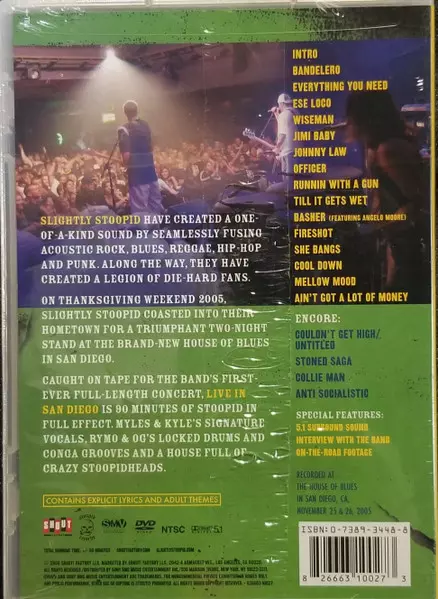 SLIGHTLY STOOPID HAVE CREATED A ONE-
OF-A-KIND SOUND BY SEAMLESSLY FUSING
ACOUSTIC ROCK, BLUES, REGGAE, HIP-HOP
AND PUNK. ALONG THE WAY, THEY HAVE
CREATED A LEGION OF DIE-HARD FANS.
ON THANKSGIVING WEEKEND 2005,
SLIGHTLY STOOPID COASTED INTO THEIR
HOMETOWN FOR A TRIUMPHANT TWO-NIGHT
STAND AT THE BRAND-NEW HOUSE OF BLUES
IN SAN DIEGO.
CAUGHT ON TAPE FOR THE BAND'S FIRST-
EVER FULL-LENGTH CONCERT, LIVE IN
SAN DIEGO IS 90 MINUTES OF STOOPID IN
FULL EFFECT. MYLES & KYLE'S SIGNATURE
VOCALS, RYMO & OG'S LOCKED DRUMS AND
CONGA GROOVES AND A HOUSE FULL OF
CRAZY STOOPIDHEADS.
CONTAINS EXPLICIT LYRICS AND ADULT THEMES
INTRO
BANDELERO
EVERYTHING YOU NEED
ESE LOCO
WISEMAN
JIMI BABY
JOHNNY LAW
OFFICER
RUNNIN WITH A GUN
TILL IT GETS WET
BASHER (FEATURING ANGELO MOORE)
FIRESHOT
SHE BANGS
COOL DOWN
MELLOW MOOD
AIN'T GOT A LOT OF MONEY
ENCORE:
COULDN'T GET HIGH/
UNTITLED
STONED SAGA
COLLIE MAN
ANTI SOCIALISTIC
SPECIAL FEATURES:
5.1 SURROUND SOUND
INTERVIEW WITH THE BAND
ON-THE-ROAD FOOTAGE
RECORDED AT
THE HOUSE OF BLUES
IN SAN DIEGO, CA,
NOVEMBER 25 & 26, 2005
SHOUT
DVD
NTSC
5.1
ISBN: 0-7389-3448-8
8 26663 10027 3